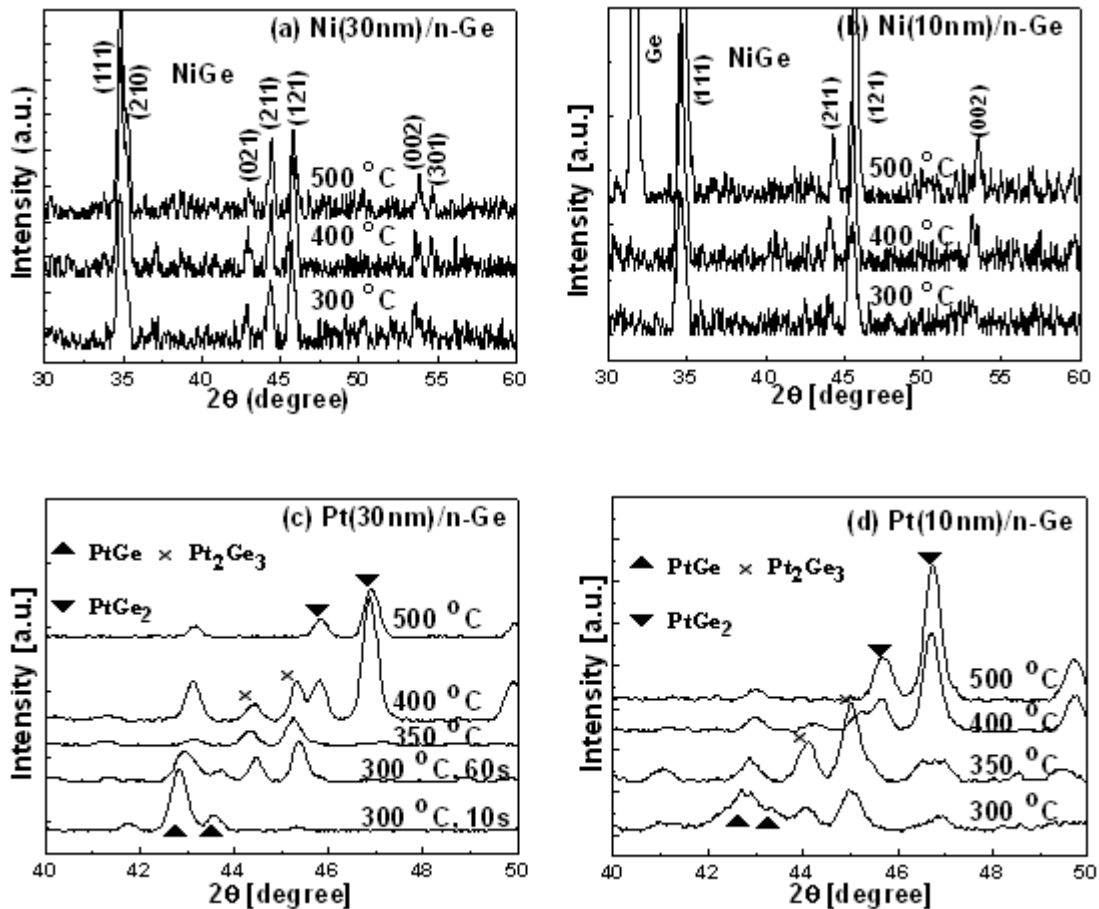 (a) Ni(30nm)/n-Ge
NiGe
(111)
(210)
(021)
(211)
(121)
(002)
(301)
500 °C
400 °C
300 °C
Intensity (a.u.)
30 35 40 45 50 55 60
2θ (degree)
(b) Ni(10nm)/n-Ge
Ge
NiGe
(111)
(211)
(121)
(002)
500 °C
400 °C
300 °C
Intensity [a.u.]
30 35 40 45 50 55 60
2θ [degree]
(c) Pt(30nm)/n-Ge
▲ PtGe × Pt₂Ge₃
▼ PtGe₂
500 °C
400 °C
350 °C
300 °C,60s
300 °C,10s
Intensity [a.u.]
40 42 44 46 48 50
2θ [degree]
(d) Pt(10nm)/n-Ge
▲ PtGe × Pt₂Ge₃
▼ PtGe₂
500 °C
400 °C
350 °C
300 °C
Intensity [a.u.]
40 42 44 46 48 50
2θ [degree]